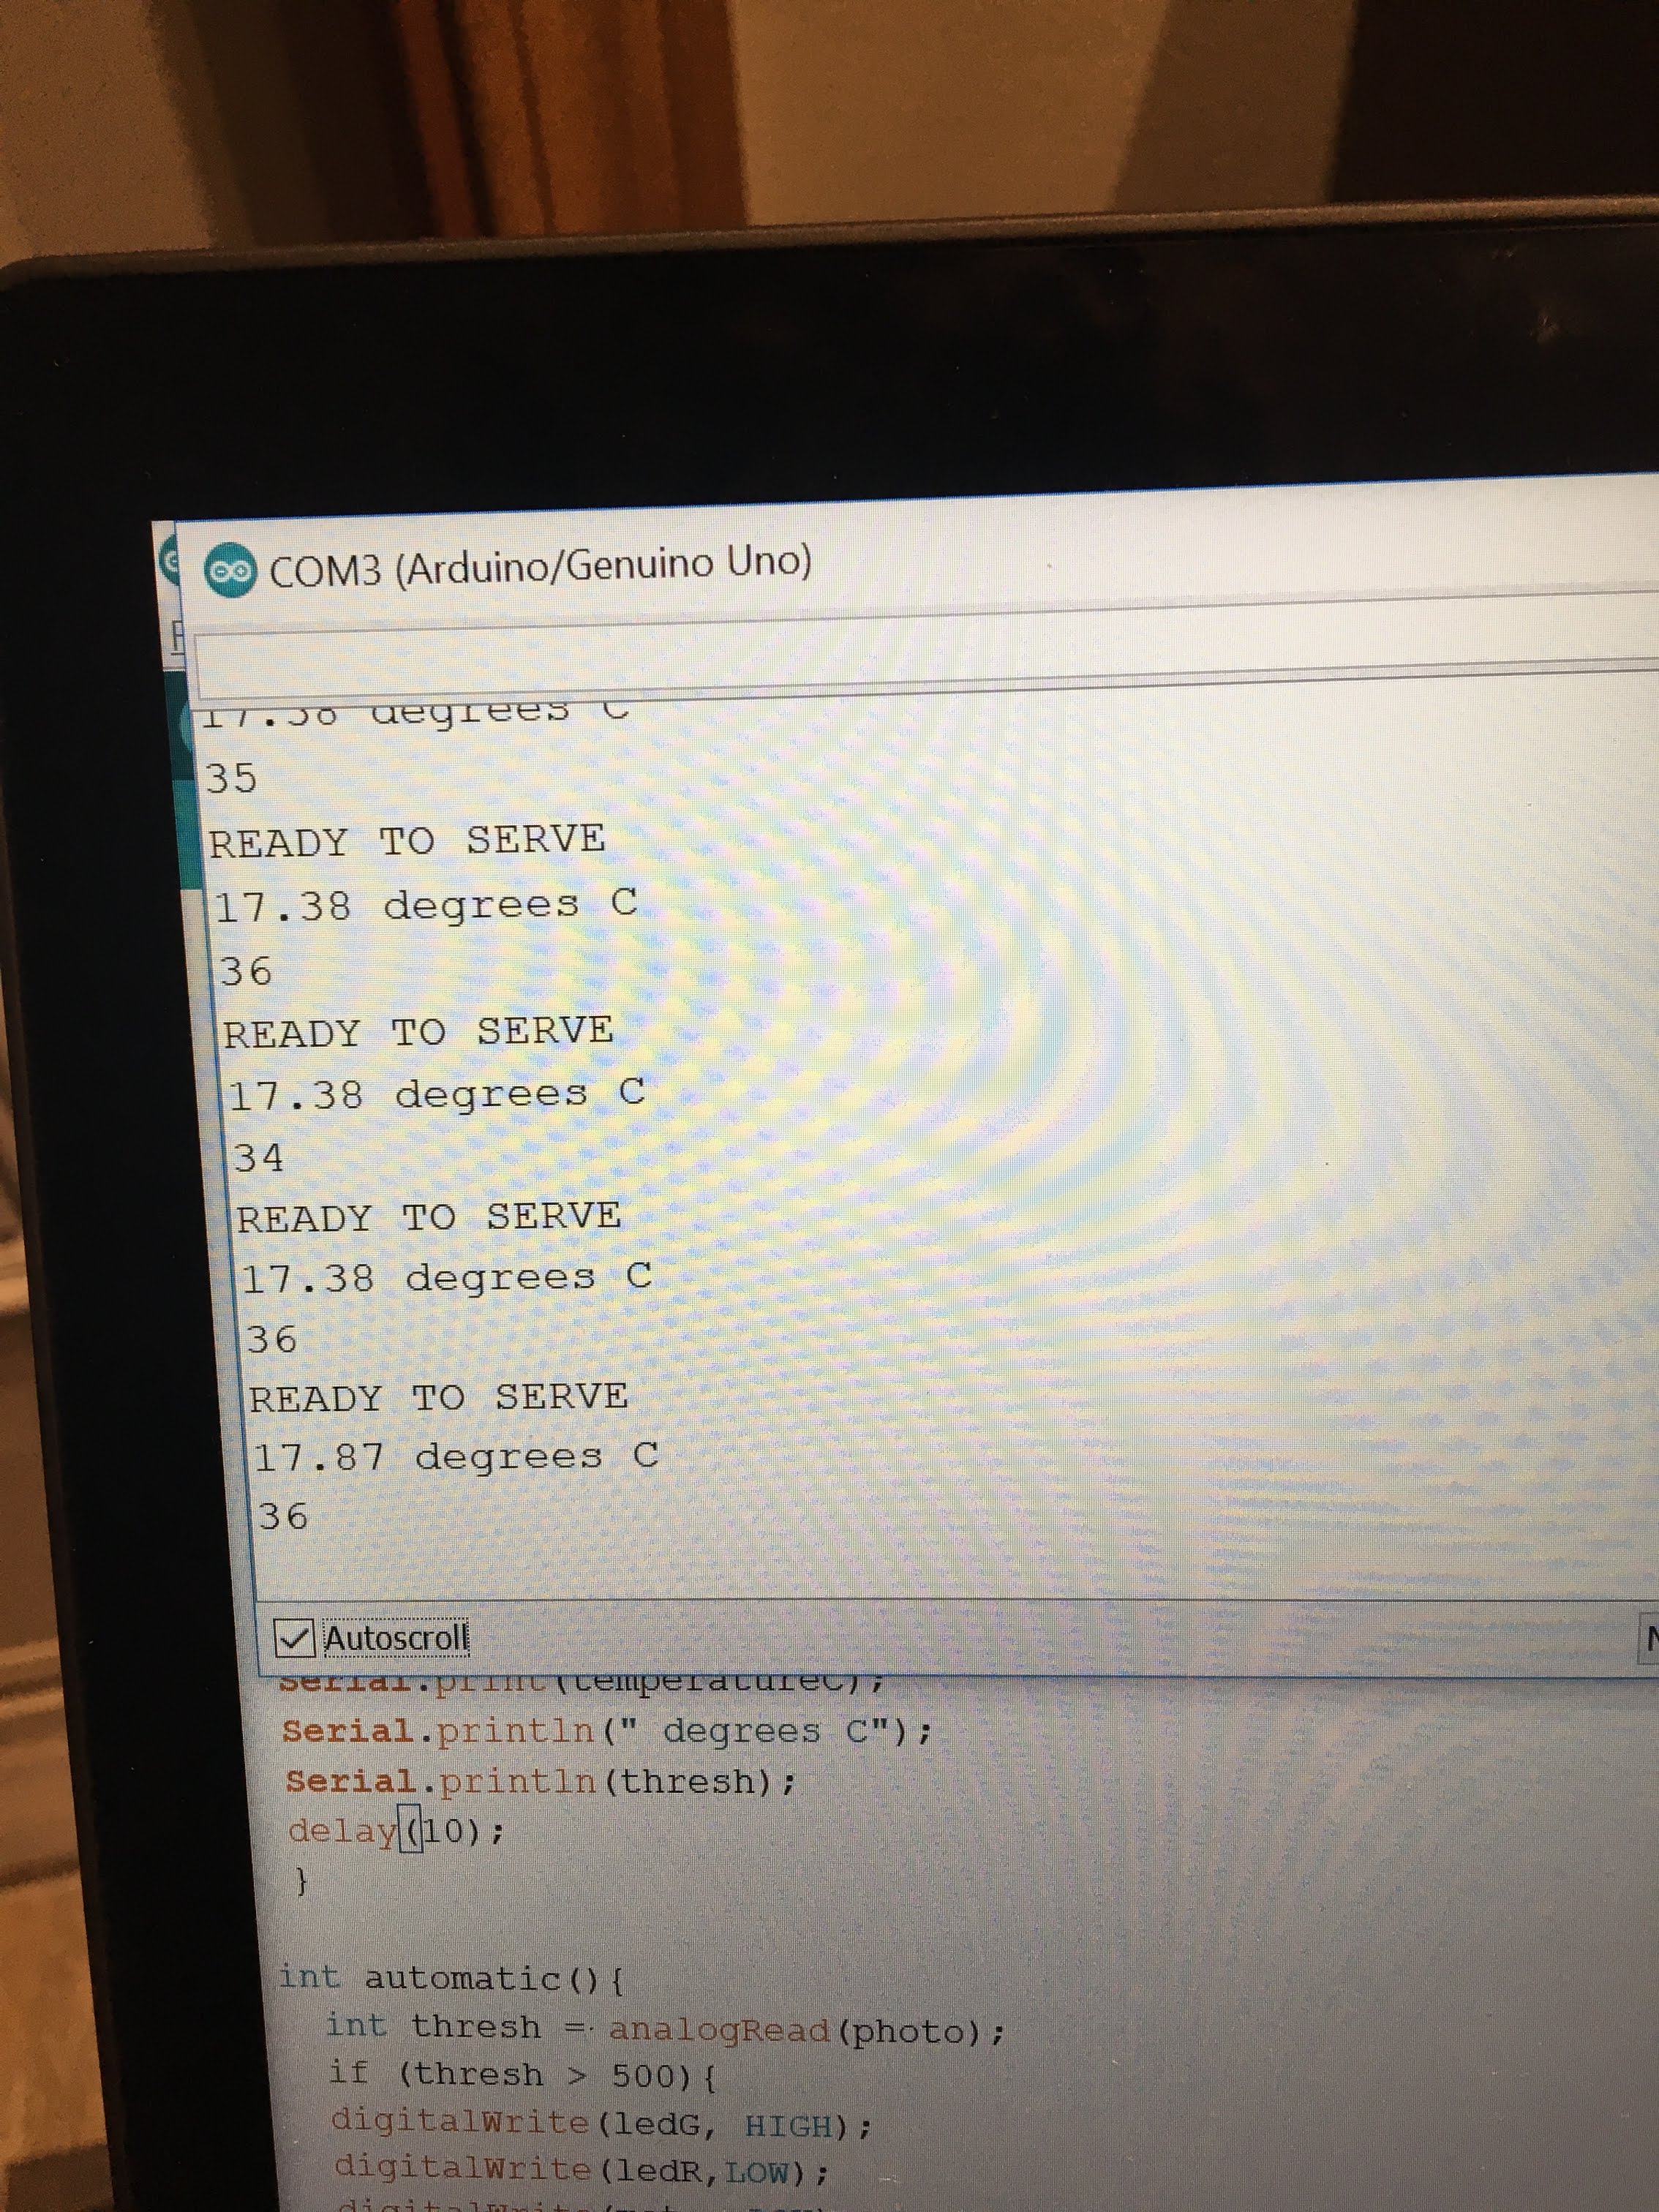 COM3 (Arduino/Genuino Uno)
17.38 degrees C
35
READY TO SERVE
17.38 degrees C
36
READY TO SERVE
17.38 degrees C
34
READY TO SERVE
17.38 degrees C
36
READY TO SERVE
17.87 degrees C
36
Autoscroll
Serial.print(temperatureC);
Serial.println(" degrees C");
Serial.println(thresh);
delay(10);
}
int automatic(){
int thresh = analogRead(photo);
if (thresh > 500){
digitalWrite(ledG, HIGH);
digitalWrite(ledR,LOW);